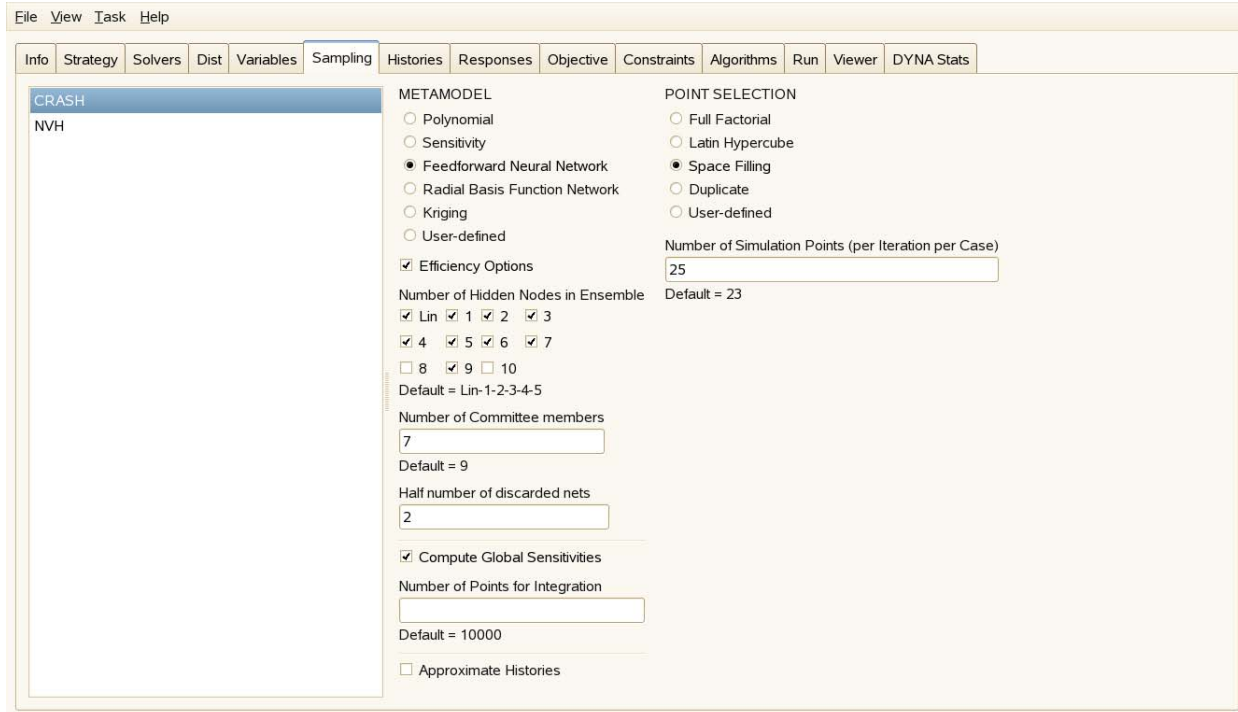 File View Task Help
Info Strategy Solvers Dist Variables Sampling Histories Responses Objective Constraints Algorithms Run Viewer DYNA Stats
CRASH
NVH
METAMODEL
Polynomial
Sensitivity
Feedforward Neural Network
Radial Basis Function Network
Kriging
User-defined
Efficiency Options
Number of Hidden Nodes in Ensemble
Lin 1 2 3
4 5 6 7
8 9 10
Default = Lin-1-2-3-4-5
Number of Committee members
7
Default = 9
Half number of discarded nets
2
Compute Global Sensitivities
Number of Points for Integration
Default = 10000
Approximate Histories
POINT SELECTION
Full Factorial
Latin Hypercube
Space Filling
Duplicate
User-defined
Number of Simulation Points (per Iteration per Case)
25
Default = 23